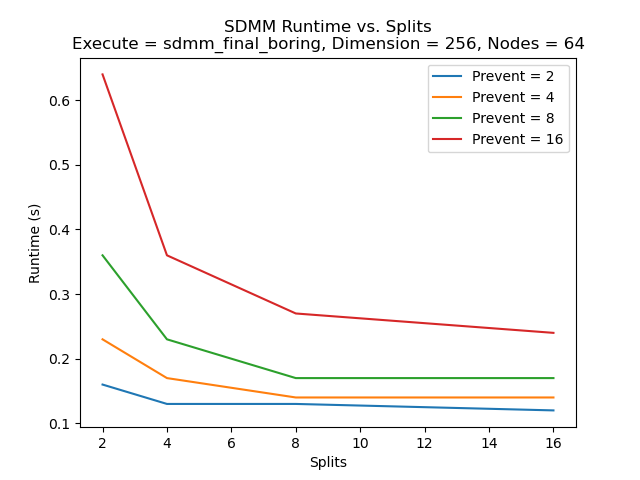 SDMM Runtime vs. Splits
Execute = sdmm_final_boring, Dimension = 256, Nodes = 64
Prevent = 2
Prevent = 4
Prevent = 8
Prevent = 16
Runtime (s)
0.6
0.5
0.4
0.3
0.2
0.1
2 4 6 8 10 12 14 16
Splits